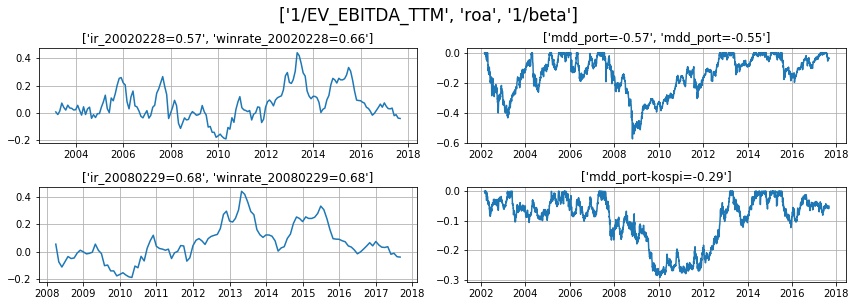 ['1/EV_EBITDA_TTM', 'roa', '1/beta']
['ir_20020228=0.57', 'winrate_20020228=0.66']
0.4
0.2
0.0
−0.2
2004 2006 2008 2010 2012 2014 2016 2018
['mdd_port=-0.57', 'mdd_port=-0.55']
0.0
−0.2
−0.4
−0.6
2002 2004 2006 2008 2010 2012 2014 2016 2018
['ir_20080229=0.68', 'winrate_20080229=0.68']
0.4
0.2
0.0
−0.2
2008 2009 2010 2011 2012 2013 2014 2015 2016 2017 2018
['mdd_port-kospi=-0.29']
0.0
−0.1
−0.2
−0.3
2002 2004 2006 2008 2010 2012 2014 2016 2018